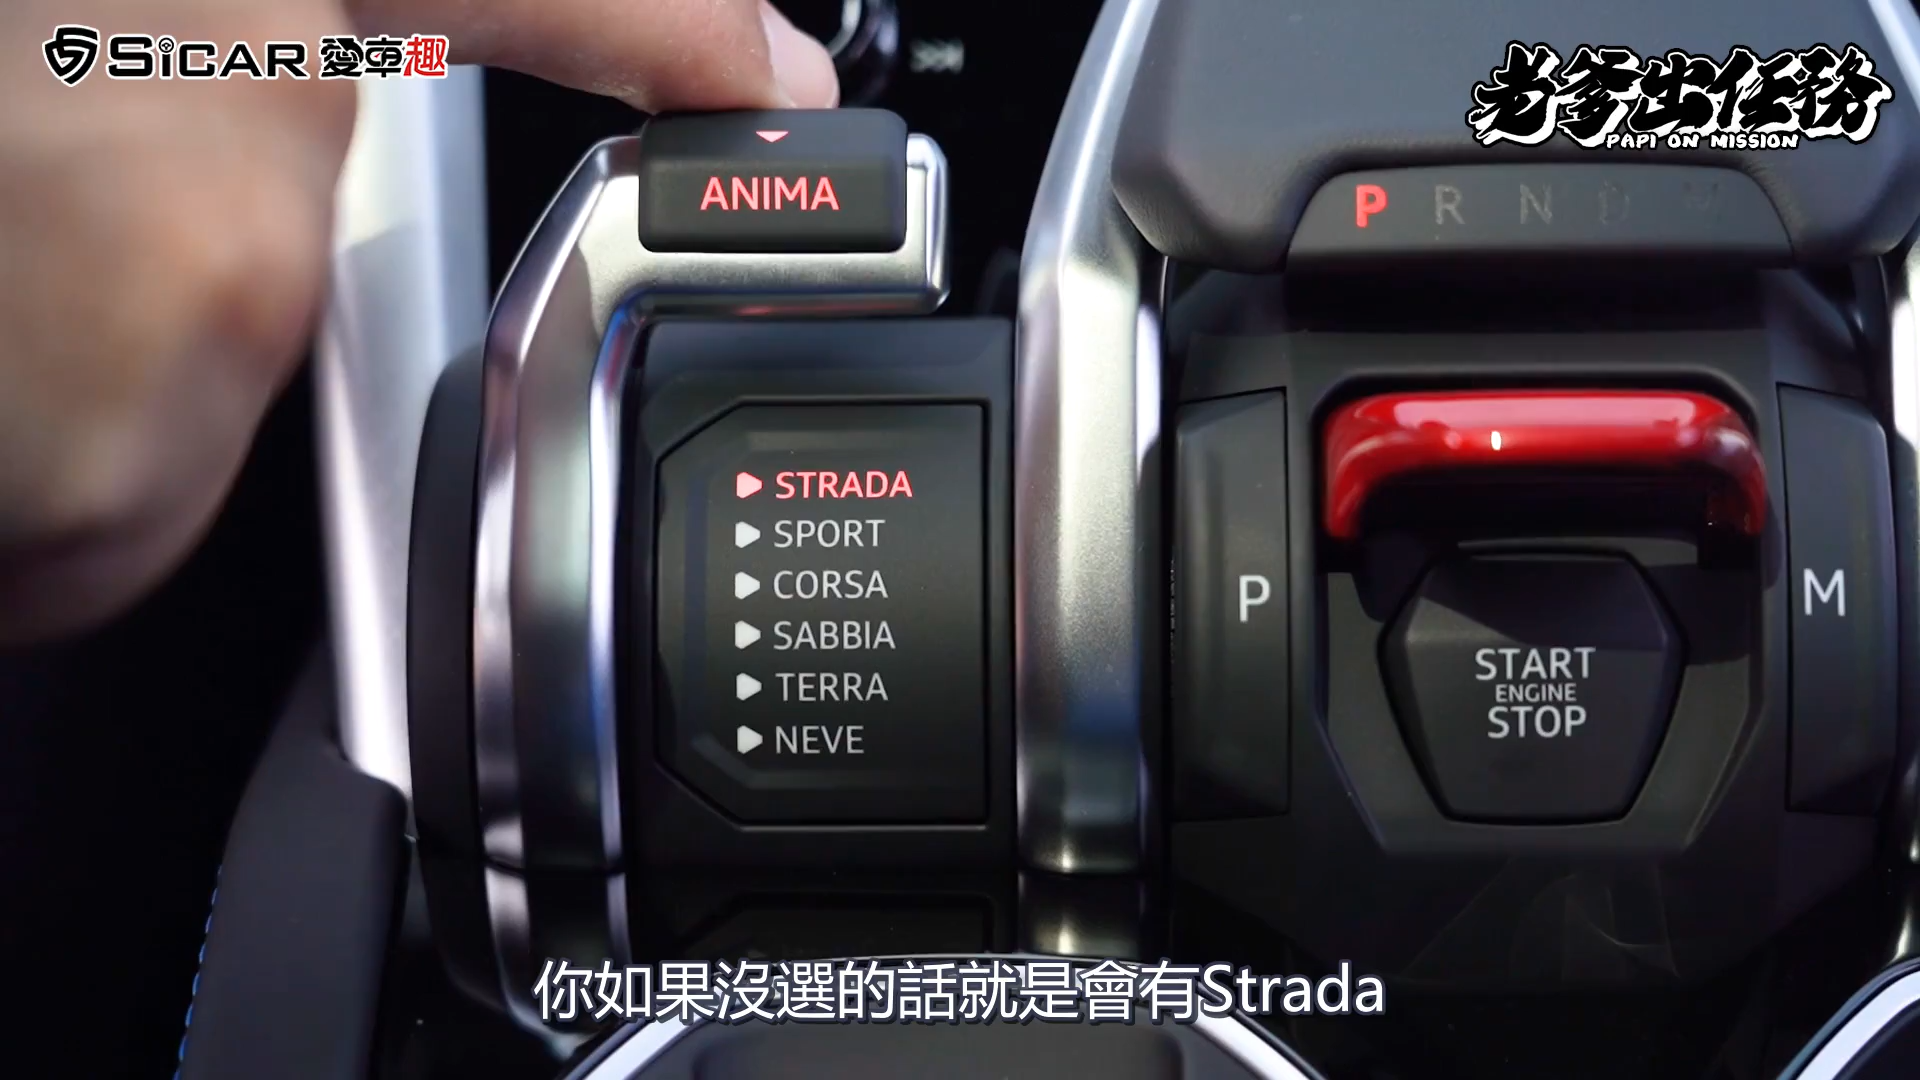 SiCAR 愛車趣
老爹出任務
PAPI ON MISSION
ANIMA
P R N D M
STRADA
SPORT
CORSA
SABBIA
TERRA
NEVE
P
START
ENGINE
STOP
M
你如果沒選的話就是會有Strada